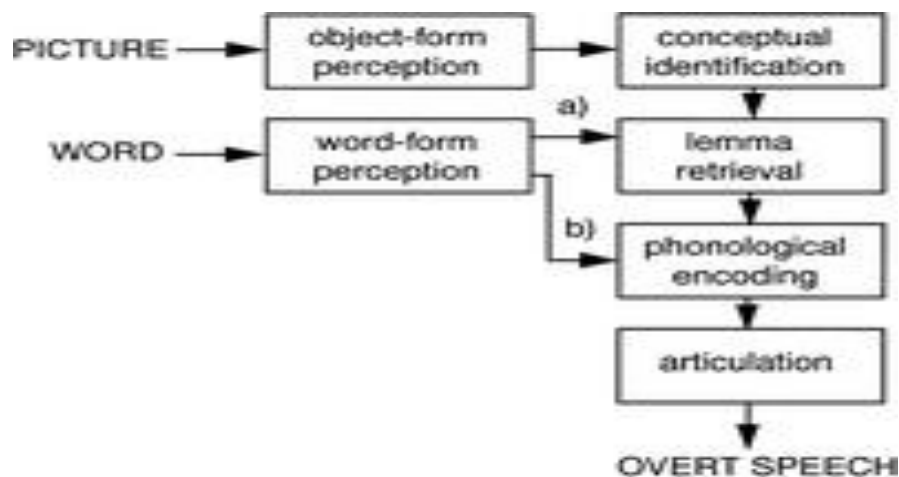 PICTURE
object-form
perception
conceptual
identification
WORD
word-form
perception
a)
lemma
retrieval
b)
phonological
encoding
articulation
OVERT SPEECH